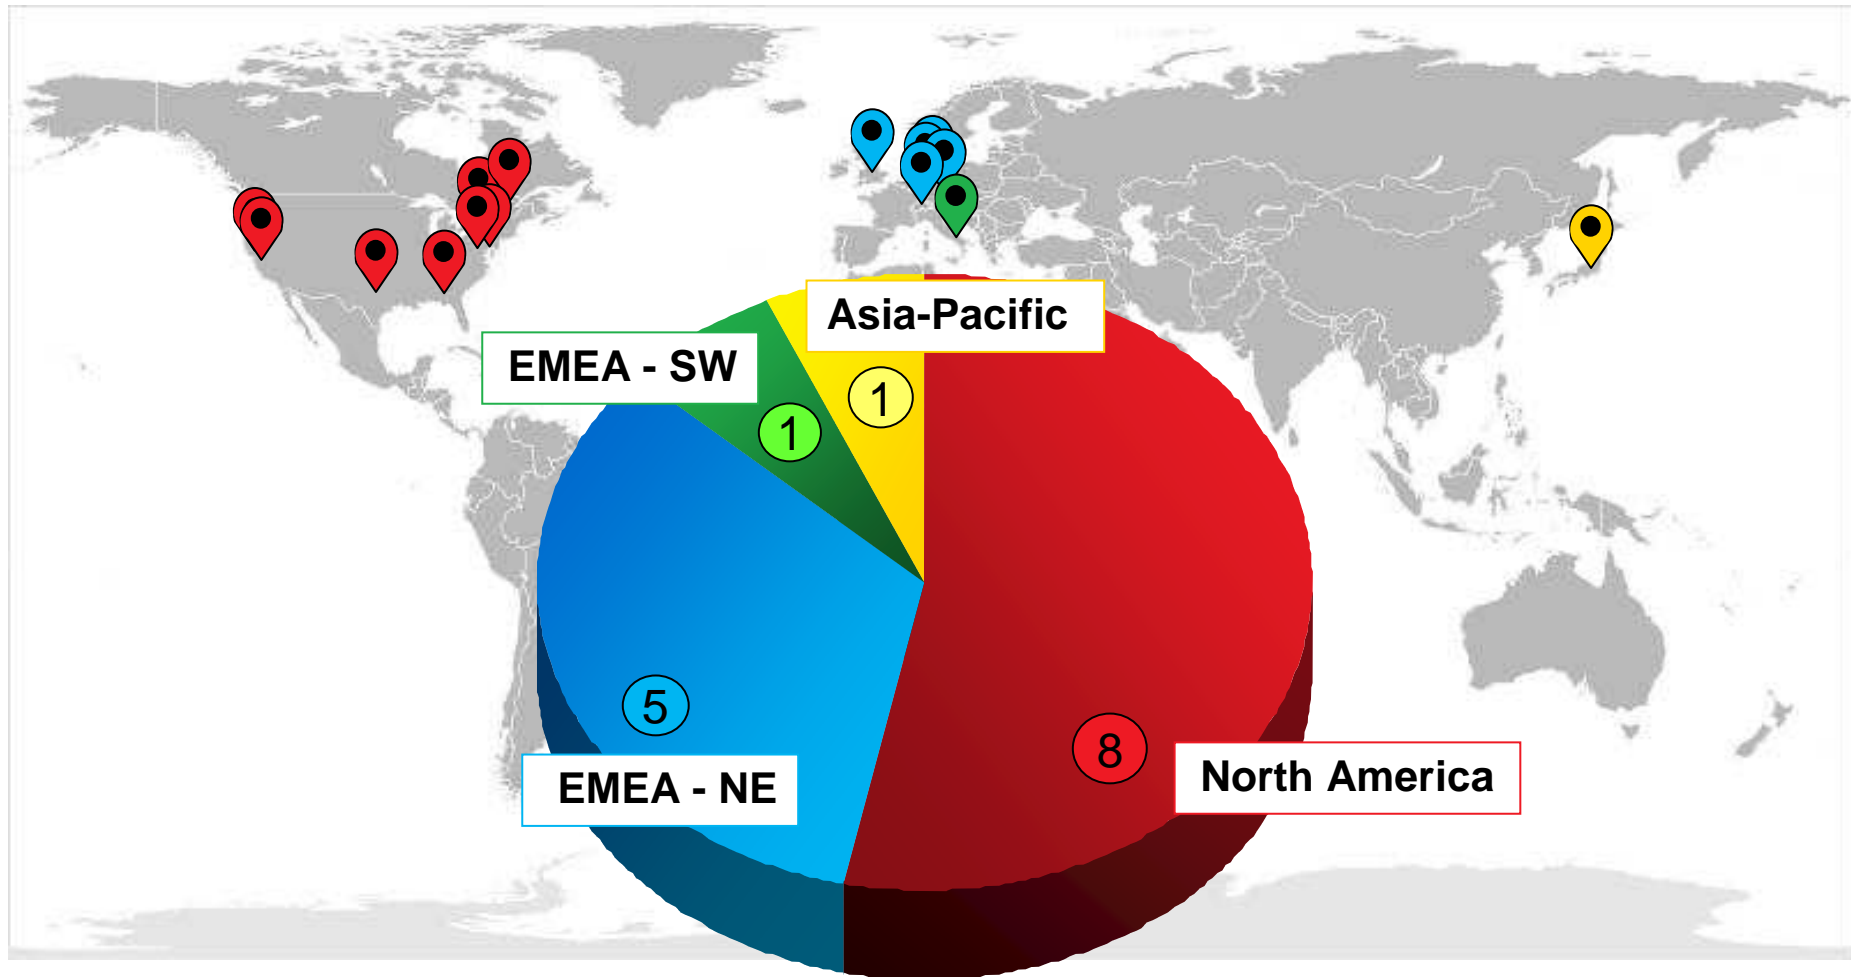 Asia-Pacific
EMEA - SW
1
1
5
8
EMEA - NE
North America